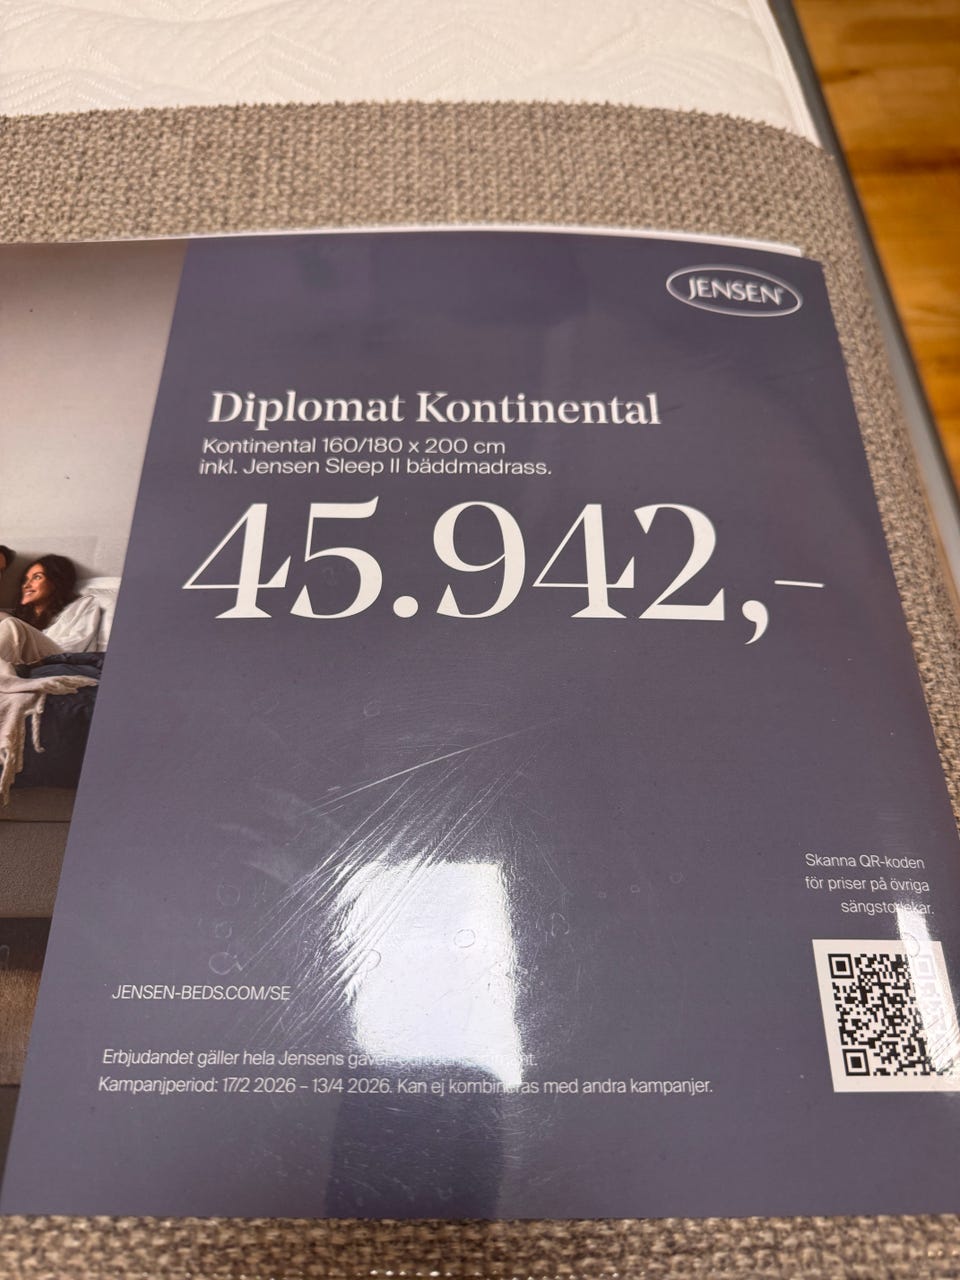 JENSEN
Diplomat Kontinental
Kontinental 160/180 x 200 cm
inkl. Jensen Sleep II bäddmadrass.
45.942,–
Skanna QR-koden
för priser på övriga
sängstorlekar.
JENSEN-BEDS.COM/SE
Erbjudandet gäller hela Jensens
Kampanjperiod: 17/2 2026 – 13/4 2026. Kan ej kombineras med andra kampanjer.